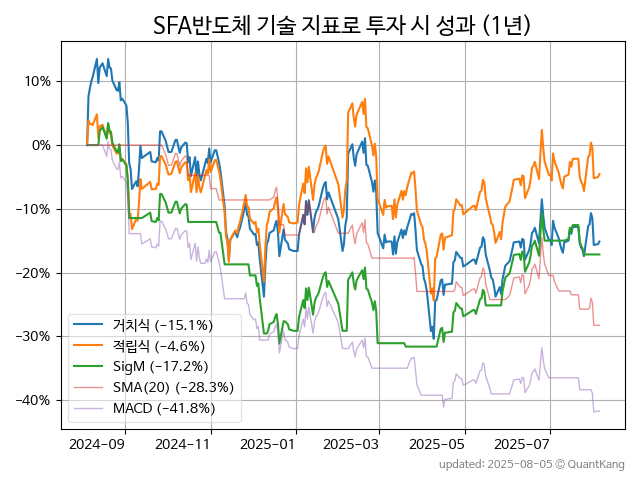 SFA반도체 기술 지표로 투자 시 성과 (1년)
10%
0%
−10%
−20%
−30%
−40%
거치식 (−15.1%)
적립식 (−4.6%)
SigM (−17.2%)
SMA(20) (−28.3%)
MACD (−41.8%)
2024-09 2024-11 2025-01 2025-03 2025-05 2025-07
updated: 2025-08-05 © QuantKang